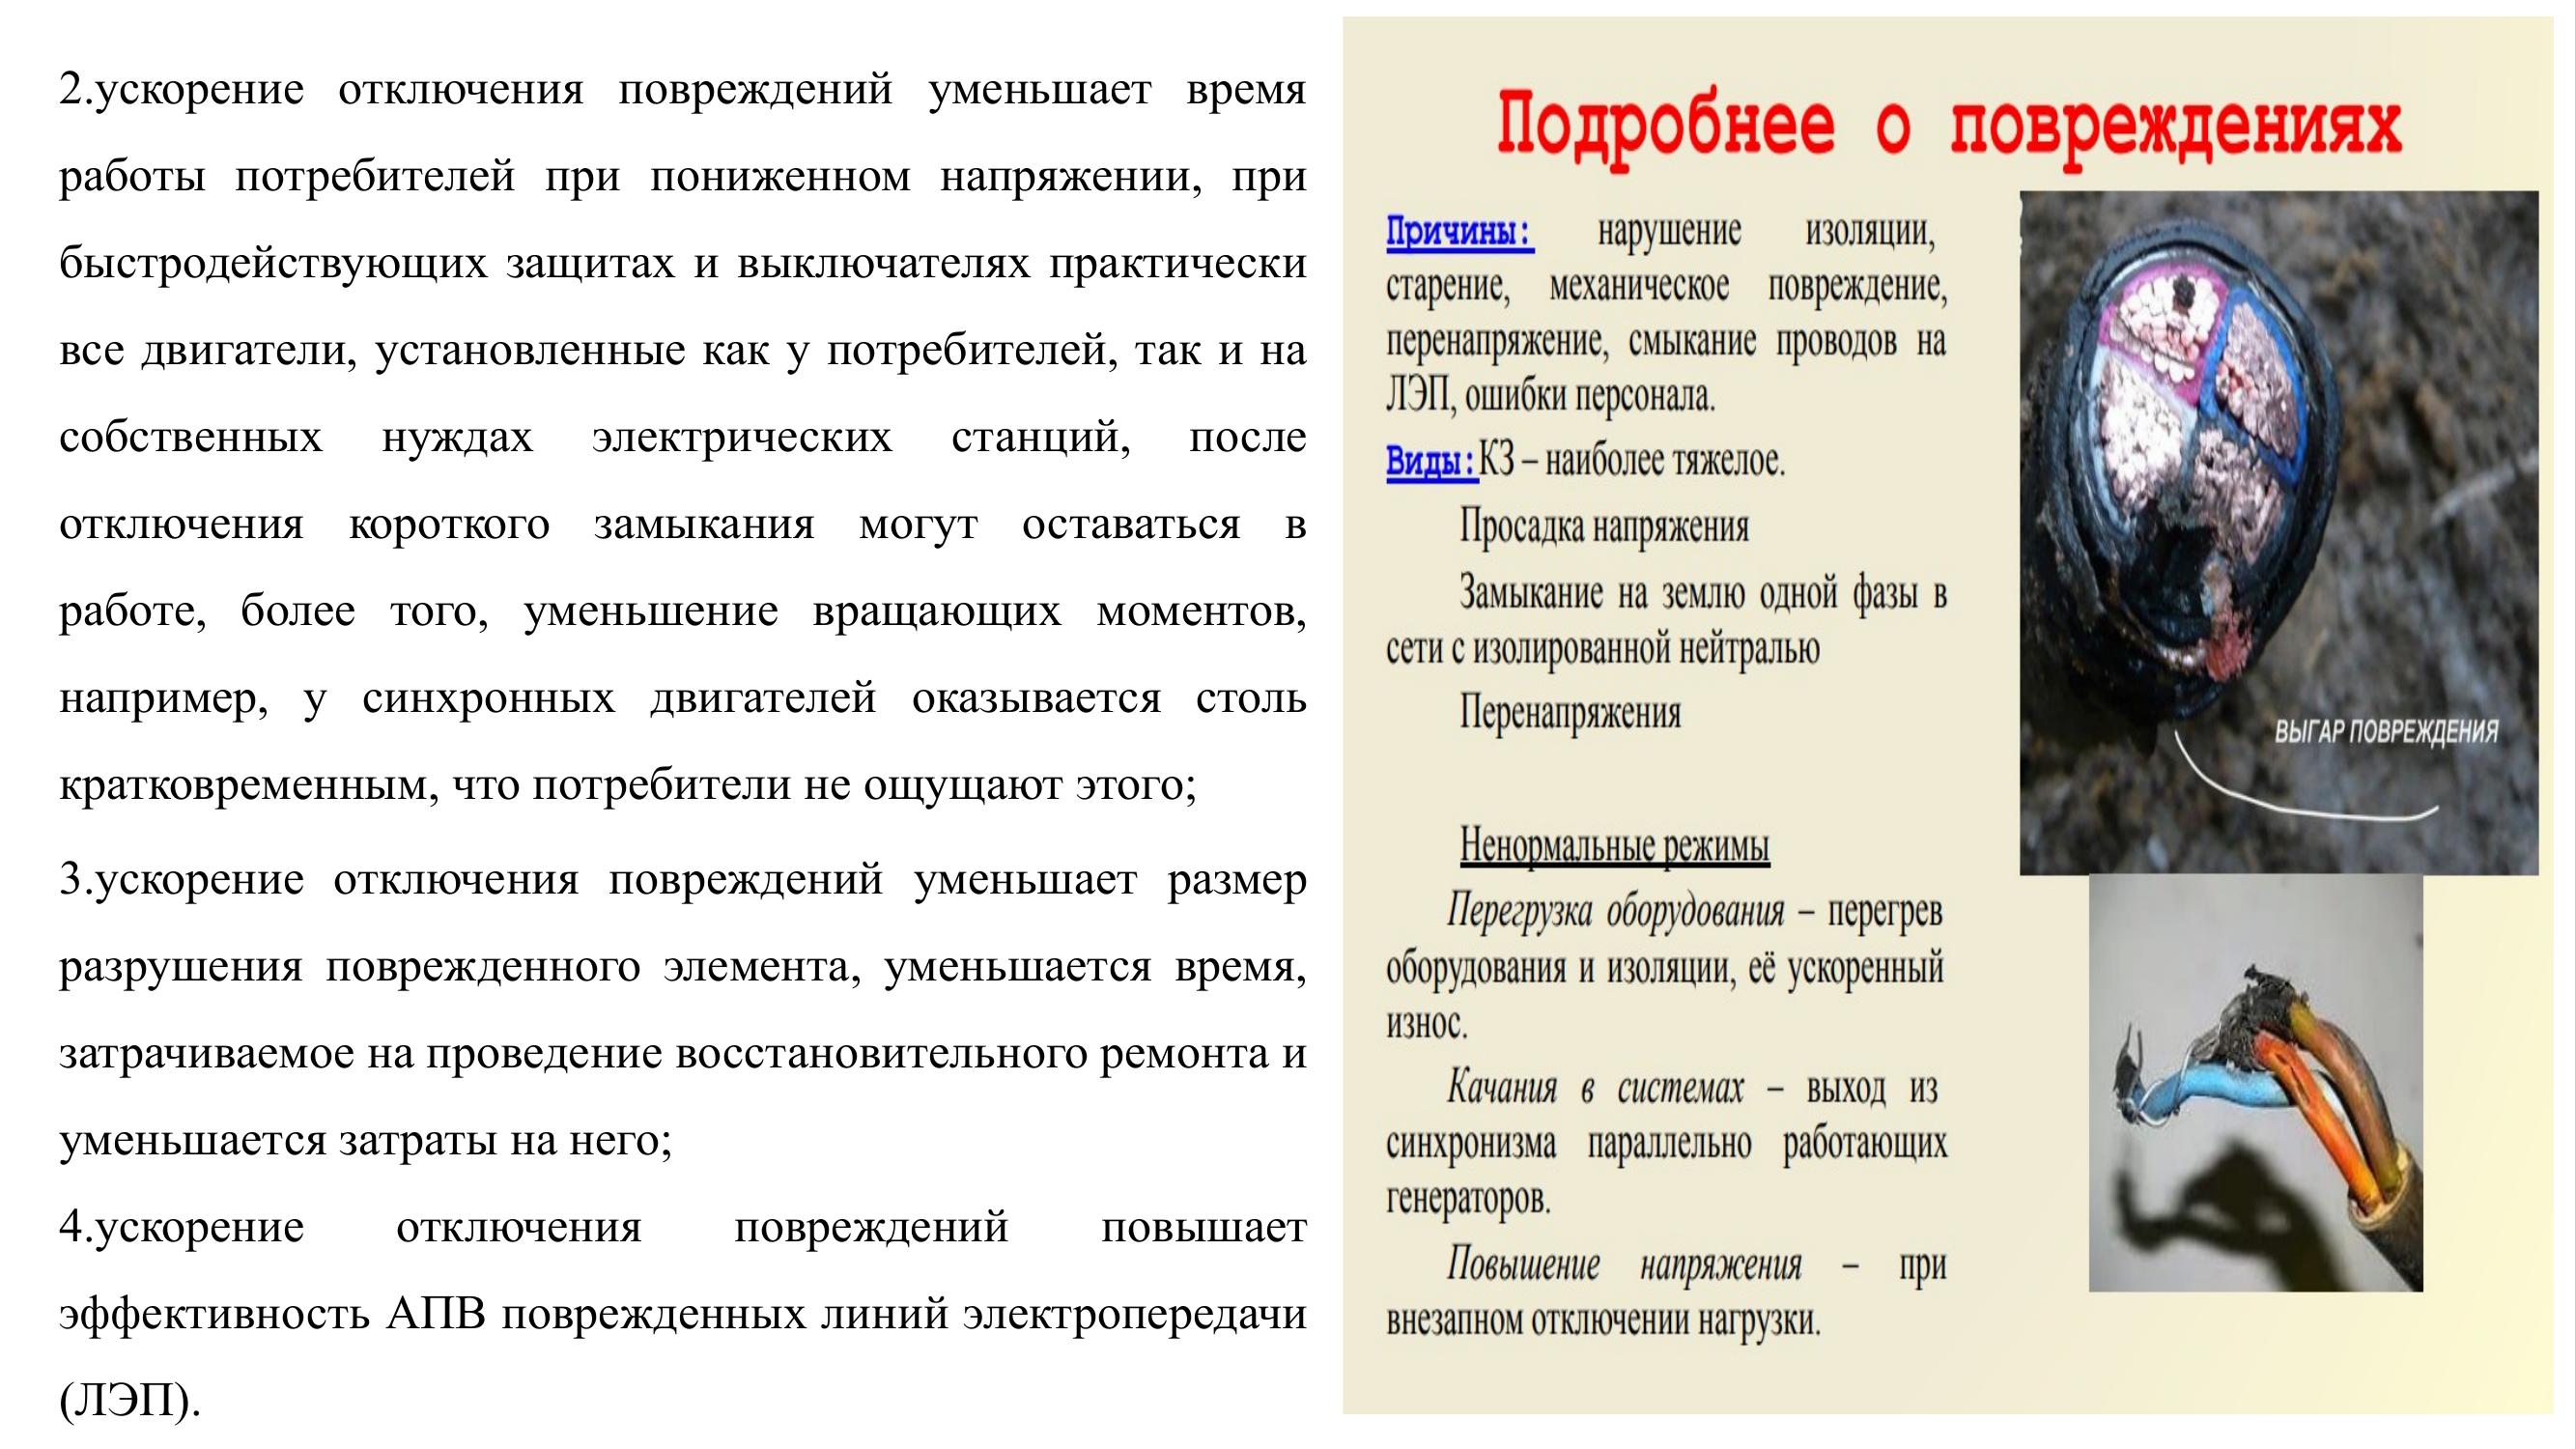 2.ускорение отключения повреждений уменьшает время
работы потребителей при пониженном напряжении, при
быстродействующих защитах и выключателях практически
все двигатели, установленные как у потребителей, так и на
собственных нуждах электрических станций, после
отключения короткого замыкания могут оставаться в
работе, более того, уменьшение вращающих моментов,
например, у синхронных двигателей оказывается столь
кратковременным, что потребители не ощущают этого;
3.ускорение отключения повреждений уменьшает размер
разрушения поврежденного элемента, уменьшается время,
затрачиваемое на проведение восстановительного ремонта и
уменьшается затраты на него;
4.ускорение отключения повреждений повышает
эффективность АПВ поврежденных линий электропередачи
(ЛЭП).
Подробнее о повреждениях
Причины: нарушение изоляции,
старение, механическое повреждение,
перенапряжение, смыкание проводов на
ЛЭП, ошибки персонала.
Виды:КЗ – наиболее тяжелое.
Просадка напряжения
Замыкание на землю одной фазы в
сети с изолированной нейтралью
Перенапряжения
Ненормальные режимы
Перегрузка оборудования – перегрев
оборудования и изоляции, её ускоренный
износ.
Качания в системах – выход из
синхронизма параллельно работающих
генераторов.
Повышение напряжения – при
внезапном отключении нагрузки.
ВЫГАР ПОВРЕЖДЕНИЯ